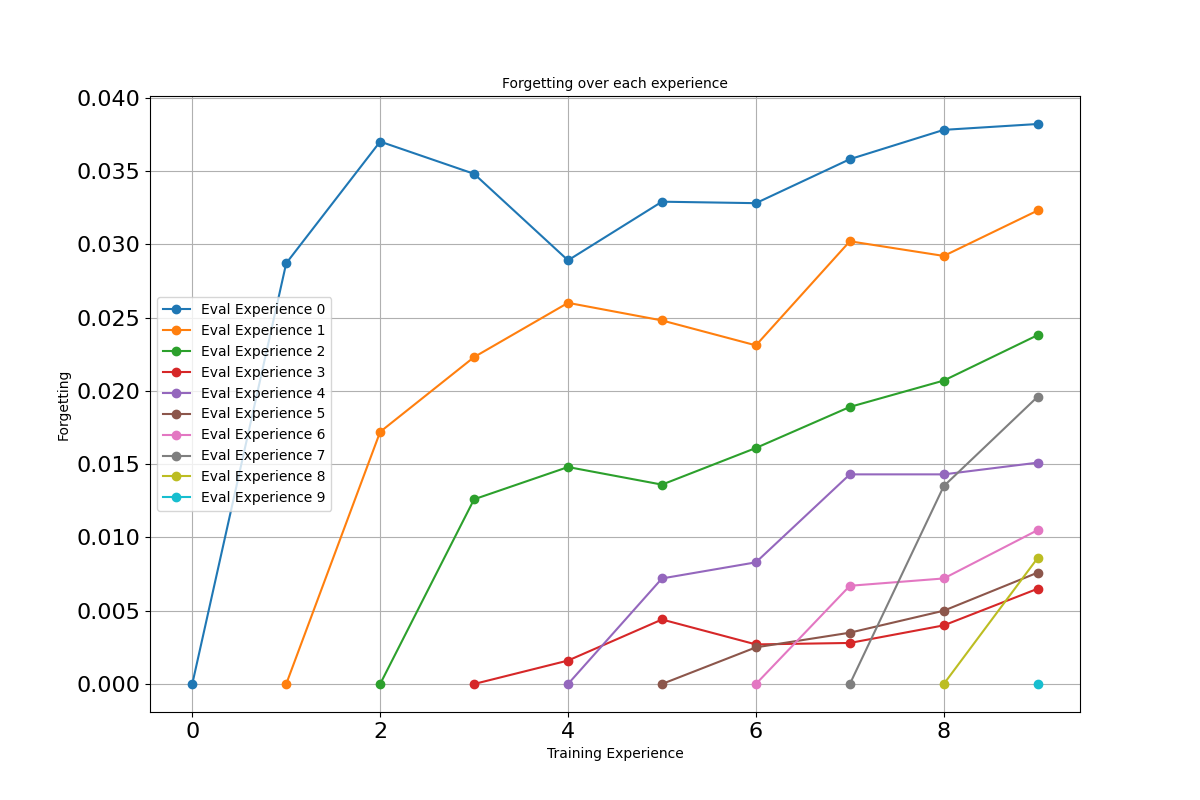 Forgetting over each experience
0.040
0.035
0.030
0.025
0.020
0.015
0.010
0.005
0.000
Forgetting
Eval Experience 0
Eval Experience 1
Eval Experience 2
Eval Experience 3
Eval Experience 4
Eval Experience 5
Eval Experience 6
Eval Experience 7
Eval Experience 8
Eval Experience 9
0 2 4 6 8
Training Experience